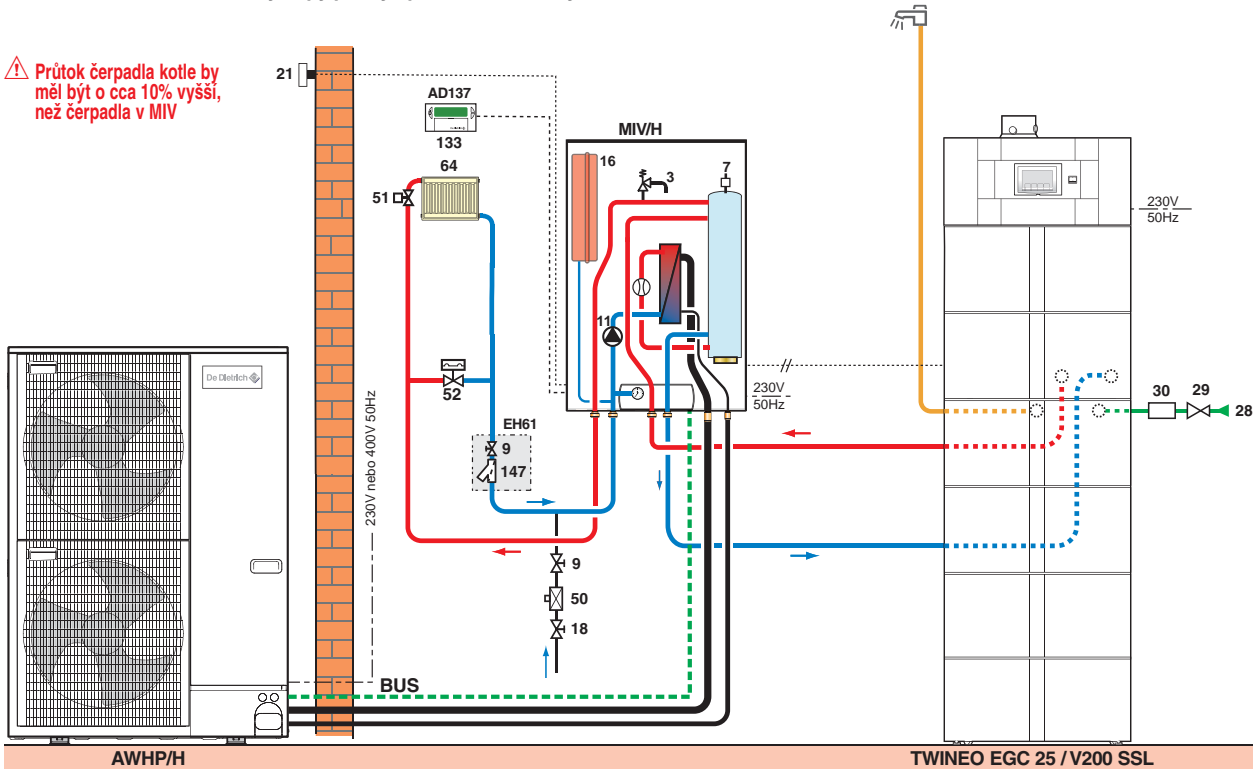 ⚠ Průtok čerpadla kotle by
měl být o cca 10% vyšší,
než čerpadla v MIV
21
AD137
133
64
51
52
EH61
9
147
9
50
18
MIV/H
16
3
7
11
230V
50Hz
230V
50Hz
30
29
28
De Dietrich
230V nebo 400V 50Hz
BUS
AWHP/H
TWINEO EGC 25 / V200 SSL